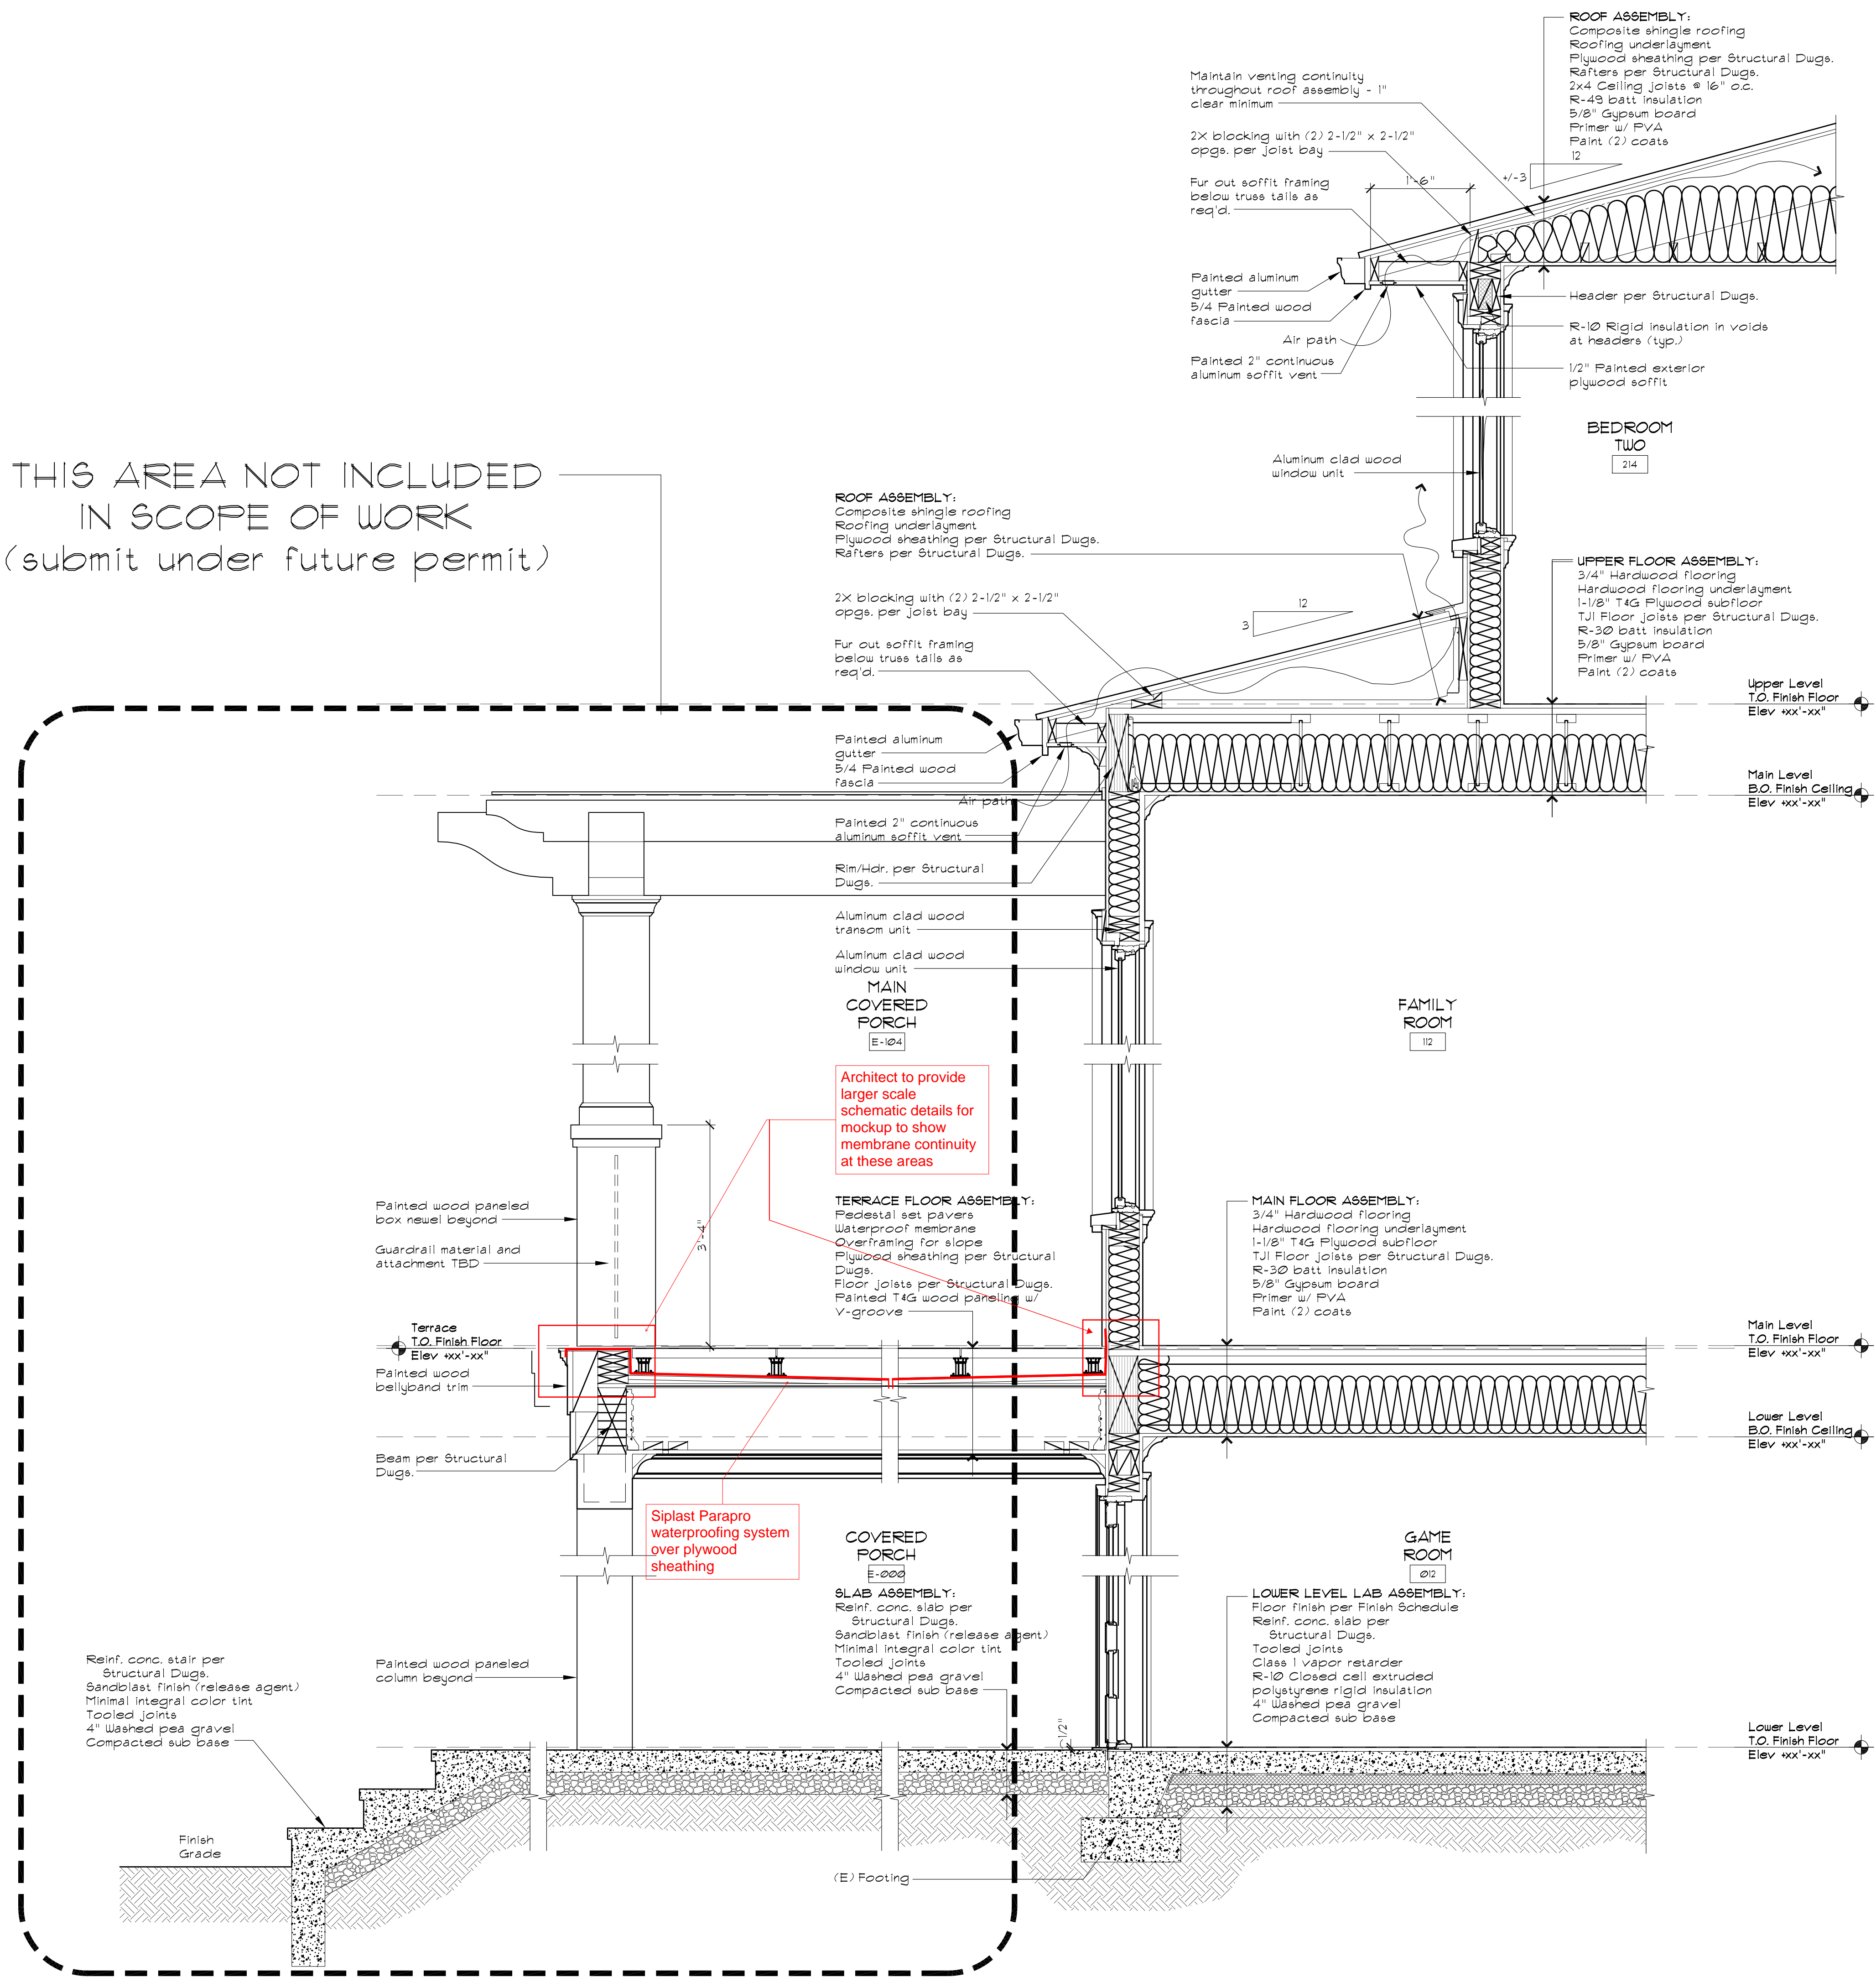 ROOF ASSEMBLY:
Composite shingle roofing
Roofing underlayment
Plywood sheathing per Structural Dwgs.
Rafters per Structural Dwgs.
2x4 Ceiling joists @ 16" o.c.
R-49 batt insulation
5/8" Gypsum board
Primer w/ PVA
Paint (2) coats
12
+/-3
Maintain venting continuity
throughout roof assembly - 1"
clear minimum
2X blocking with (2) 2-1/2" x 2-1/2"
opgs. per joist bay
Fur out soffit framing
below truss tails as
req'd.
1'-6"
Painted aluminum
gutter
5/4 Painted wood
fascia
Air path
Painted 2" continuous
aluminum soffit vent
Header per Structural Dwgs.
R-10 Rigid insulation in voids
at headers (typ.)
1/2" Painted exterior
plywood soffit
BEDROOM
TWO
214
Aluminum clad wood
window unit
THIS AREA NOT INCLUDED
IN SCOPE OF WORK
(submit under future permit)
ROOF ASSEMBLY:
Composite shingle roofing
Roofing underlayment
Plywood sheathing per Structural Dwgs.
Rafters per Structural Dwgs.
2X blocking with (2) 2-1/2" x 2-1/2"
opgs. per joist bay
12
3
Fur out soffit framing
below truss tails as
req'd.
UPPER FLOOR ASSEMBLY:
3/4" Hardwood flooring
Hardwood flooring underlayment
1-1/8" T&G Plywood subfloor
TJI Floor joists per Structural Dwgs.
R-30 batt insulation
5/8" Gypsum board
Primer w/ PVA
Paint (2) coats
Upper Level
T.O. Finish Floor
Elev +xx'-xx"
Painted aluminum
gutter
5/4 Painted wood
fascia
Air path
Painted 2" continuous
aluminum soffit vent
Rim/Hdr. per Structural
Dwgs.
Main Level
B.O. Finish Ceiling
Elev +xx'-xx"
Aluminum clad wood
transom unit
Aluminum clad wood
window unit
MAIN
COVERED
PORCH
E-104
FAMILY
ROOM
112
Architect to provide
larger scale
schematic details for
mockup to show
membrane continuity
at these areas
Painted wood paneled
box newel beyond
Guardrail material and
attachment TBD
3'-4"
TERRACE FLOOR ASSEMBLY:
Pedestal set pavers
Waterproof membrane
Overframing for slope
Plywood sheathing per Structural
Dwgs.
Floor joists per Structural Dwgs.
Painted T&G wood paneling w/
V-groove
MAIN FLOOR ASSEMBLY:
3/4" Hardwood flooring
Hardwood flooring underlayment
1-1/8" T&G Plywood subfloor
TJI Floor joists per Structural Dwgs.
R-30 batt insulation
5/8" Gypsum board
Primer w/ PVA
Paint (2) coats
Terrace
T.O. Finish Floor
Elev +xx'-xx"
Main Level
T.O. Finish Floor
Elev +xx'-xx"
Painted wood
bellyband trim
Beam per Structural
Dwgs.
Lower Level
B.O. Finish Ceiling
Elev +xx'-xx"
Siplast Parapro
waterproofing system
over plywood
sheathing
COVERED
PORCH
E-000
GAME
ROOM
012
SLAB ASSEMBLY:
Reinf. conc. slab per
Structural Dwgs.
Sandblast finish (release agent)
Minimal integral color tint
Tooled joints
4" Washed pea gravel
Compacted sub base
LOWER LEVEL LAB ASSEMBLY:
Floor finish per Finish Schedule
Reinf. conc. slab per
Structural Dwgs.
Tooled joints
Class 1 vapor retarder
R-10 Closed cell extruded
polystyrene rigid insulation
4" Washed pea gravel
Compacted sub base
Reinf. conc. stair per
Structural Dwgs.
Sandblast finish (release agent)
Minimal integral color tint
Tooled joints
4" Washed pea gravel
Compacted sub base
Painted wood paneled
column beyond
1/2"
Lower Level
T.O. Finish Floor
Elev +xx'-xx"
Finish
Grade
(E) Footing